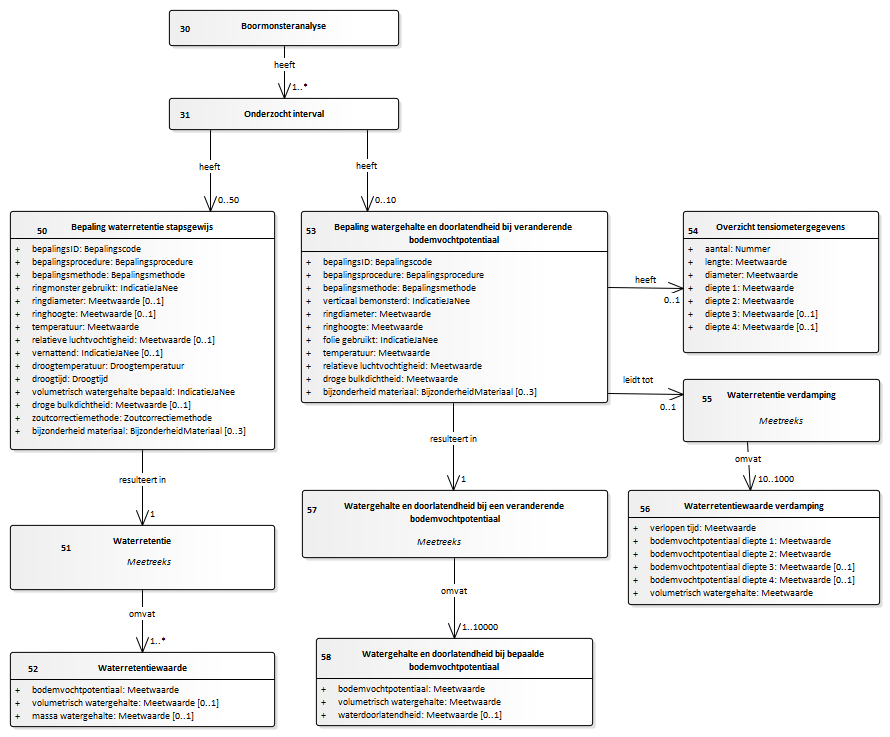 30 Boormonsteranalyse
heeft
1..*
31 Onderzocht interval
heeft
0..50
heeft
0..10
50 Bepaling waterretentie stapsgewijs
+ bepalingsID: Bepalingscode
+ bepalingsprocedure: Bepalingsprocedure
+ bepalingsmethode: Bepalingsmethode
+ ringmonster gebruikt: IndicatieJaNee
+ ringdiameter: Meetwaarde [0..1]
+ ringhoogte: Meetwaarde [0..1]
+ temperatuur: Meetwaarde
+ relatieve luchtvochtigheid: Meetwaarde [0..1]
+ vernattend: IndicatieJaNee [0..1]
+ droogtemperatuur: Droogtemperatuur
+ droogtijd: Droogtijd
+ volumetrisch watergehalte bepaald: IndicatieJaNee
+ droge bulkdichtheid: Meetwaarde [0..1]
+ zoutcorrectiemethode: Zoutcorrectiemethode
+ bijzonderheid materiaal: BijzonderheidMateriaal [0..3]
resulteert in
1
51 Waterretentie
Meetreeks
omvat
1..*
52 Waterretentiewaarde
+ bodemvochtpotentiaal: Meetwaarde
+ volumetrisch watergehalte: Meetwaarde [0..1]
+ massa watergehalte: Meetwaarde [0..1]
53 Bepaling watergehalte en doorlatendheid bij veranderende
bodemvochtpotentiaal
+ bepalingsID: Bepalingscode
+ bepalingsprocedure: Bepalingsprocedure
+ bepalingsmethode: Bepalingsmethode
+ verticaal bemonsterd: IndicatieJaNee
+ ringdiameter: Meetwaarde
+ ringhoogte: Meetwaarde
+ folie gebruikt: IndicatieJaNee
+ temperatuur: Meetwaarde
+ relatieve luchtvochtigheid: Meetwaarde
+ droge bulkdichtheid: Meetwaarde
+ bijzonderheid materiaal: BijzonderheidMateriaal [0..3]
resulteert in
1
57 Watergehalte en doorlatendheid bij een veranderende
bodemvochtpotentiaal
Meetreeks
omvat
1..10000
58 Watergehalte en doorlatendheid bij bepaalde
bodemvochtpotentiaal
+ bodemvochtpotentiaal: Meetwaarde
+ volumetrisch watergehalte: Meetwaarde
+ waterdoorlatendheid: Meetwaarde [0..1]
heeft
0..1
54 Overzicht tensiometergegevens
+ aantal: Nummer
+ lengte: Meetwaarde
+ diameter: Meetwaarde
+ diepte 1: Meetwaarde
+ diepte 2: Meetwaarde
+ diepte 3: Meetwaarde [0..1]
+ diepte 4: Meetwaarde [0..1]
leidt tot
0..1
55 Waterretentie verdamping
Meetreeks
omvat
10..1000
56 Waterretentiewaarde verdamping
+ verlopen tijd: Meetwaarde
+ bodemvochtpotentiaal diepte 1: Meetwaarde
+ bodemvochtpotentiaal diepte 2: Meetwaarde
+ bodemvochtpotentiaal diepte 3: Meetwaarde [0..1]
+ bodemvochtpotentiaal diepte 4: Meetwaarde [0..1]
+ volumetrisch watergehalte: Meetwaarde